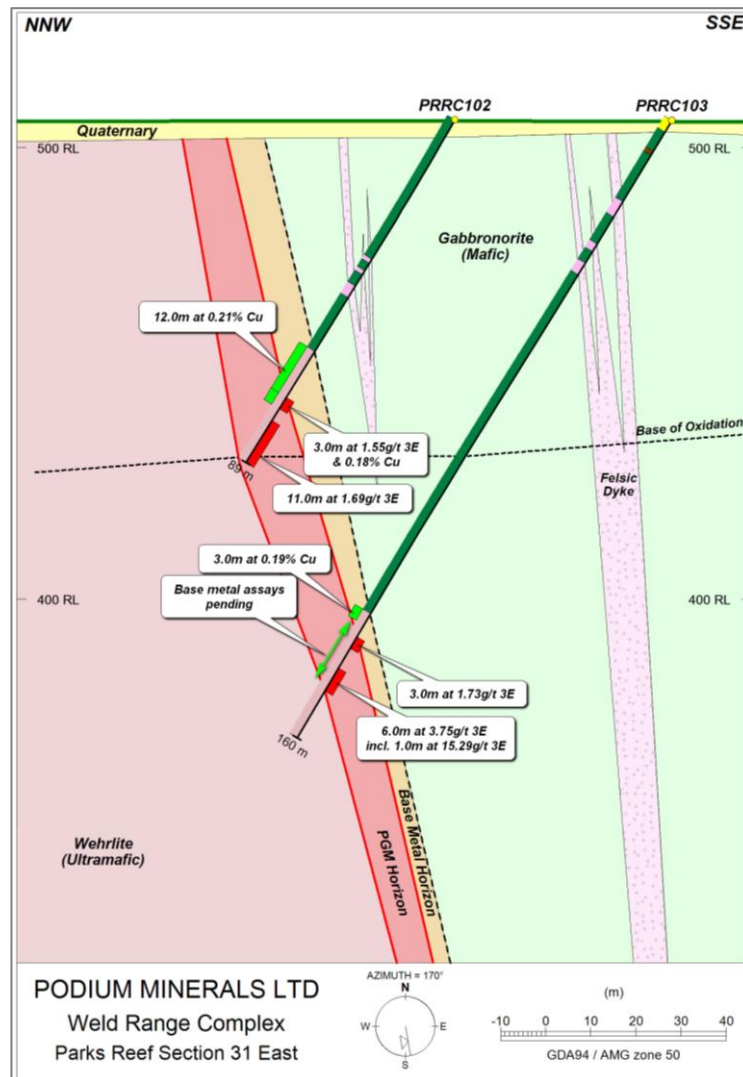 NNW
SSE
PRRC102
PRRC103
Quaternary
500 RL
500 RL
Gabbronorite
(Mafic)
12.0m at 0.21% Cu
Base of Oxidation
3.0m at 1.55g/t 3E
& 0.18% Cu
89 m
Felsic
Dyke
11.0m at 1.69g/t 3E
3.0m at 0.19% Cu
Base metal assays
pending
400 RL
400 RL
3.0m at 1.73g/t 3E
6.0m at 3.75g/t 3E
incl. 1.0m at 15.29g/t 3E
160 m
Wehrlite
(Ultramafic)
PGM Horizon
Base Metal Horizon
PODIUM MINERALS LTD
Weld Range Complex
Parks Reef Section 31 East
AZIMUTH = 170°
N
W
E
S
(m)
-10 0 10 20 30 40
GDA94 / AMG zone 50